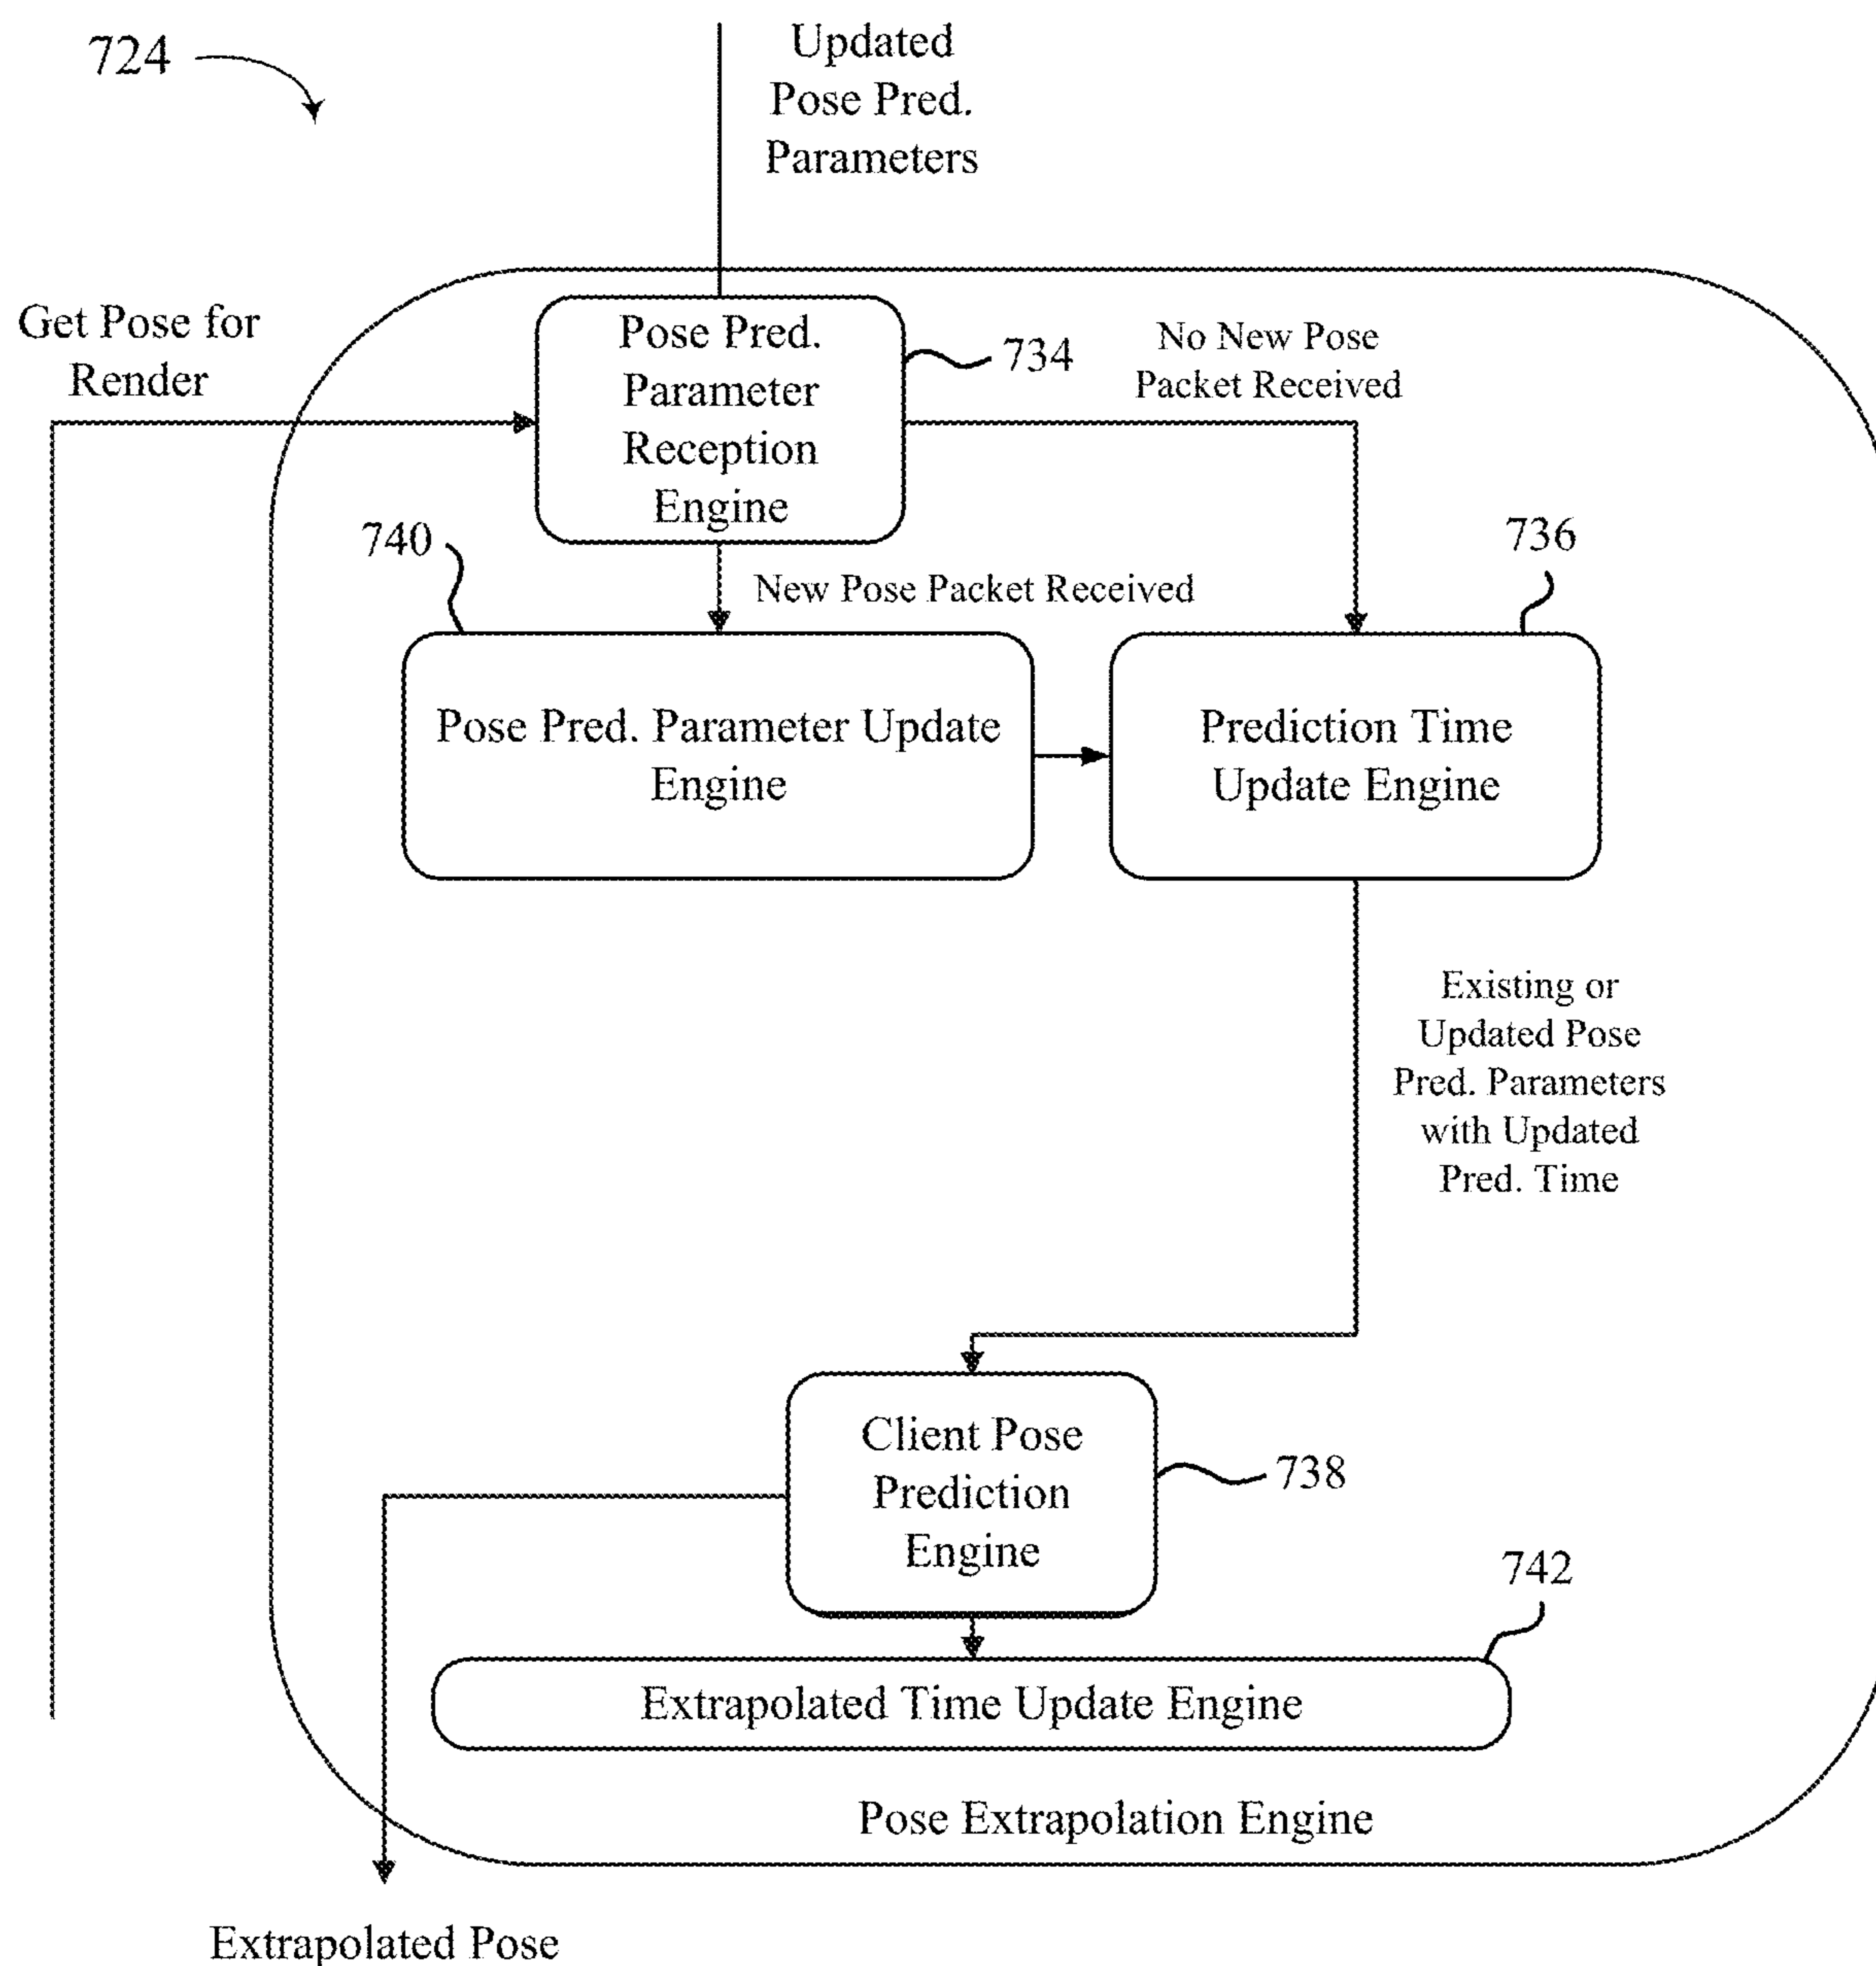 724
Updated
Pose Pred.
Parameters
Get Pose for
Render
Pose Pred.
Parameter
Reception
Engine
734
No New Pose
Packet Received
740
New Pose Packet Received
736
Pose Pred. Parameter Update
Engine
Prediction Time
Update Engine
Existing or
Updated Pose
Pred. Parameters
with Updated
Pred. Time
Client Pose
Prediction
Engine
738
742
Extrapolated Time Update Engine
Pose Extrapolation Engine
Extrapolated Pose